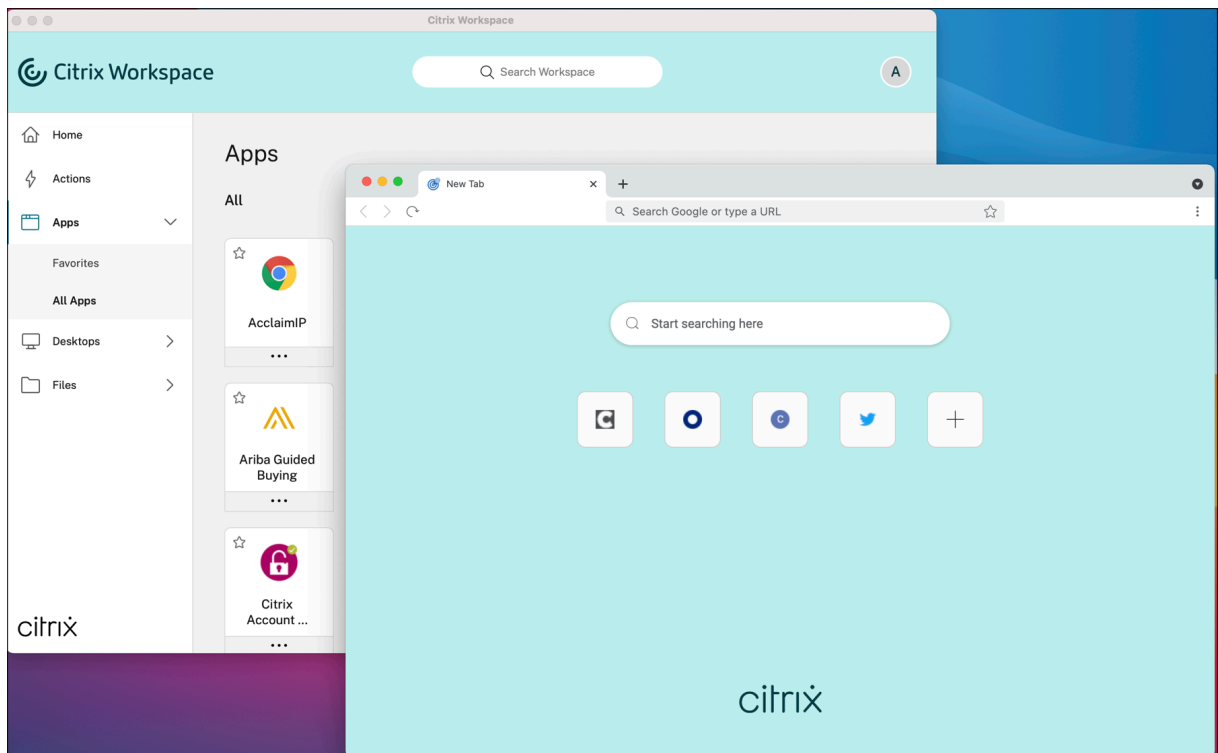 Citrix Workspace
Citrix Workspace
Search Workspace
A
Home
Actions
Apps
Favorites
All Apps
Desktops
Files
citrix
Apps
All
AcclaimIP
Ariba Guided
Buying
Citrix
Account ...
New Tab
Search Google or type a URL
Start searching here
C
C
citrix